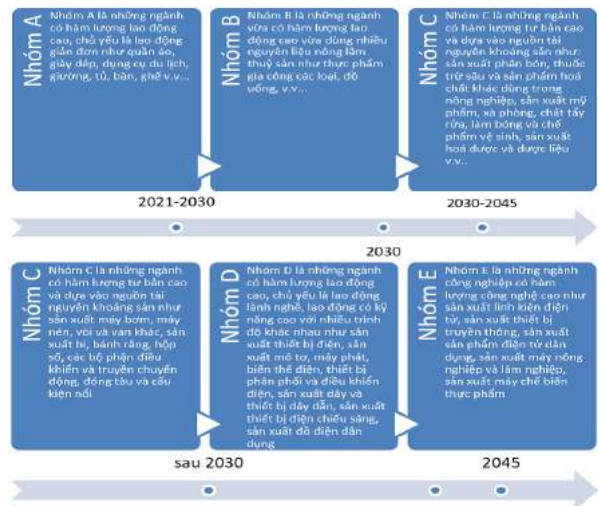 Nhóm A
Nhóm A là những ngành
có hàm lượng lao động
cao, chủ yếu là lao động
giản đơn như quần áo,
giày dép, dụng cụ du lịch,
giường, tủ, bàn, ghế v.v...
Nhóm B
Nhóm B là những ngành
vừa có hàm lượng lao
động cao vừa dùng nhiều
nguyên liệu nông lâm
thuỷ sản như thực phẩm
gia công các loại, đồ
uống, v.v...
Nhóm C
Nhóm C là những ngành
có hàm lượng tư bản cao
và dựa vào nguồn tài
nguyên khoáng sản như:
sản xuất phân bón, thuốc
trừ sâu và sản phẩm hoá
chất khác dùng trong
nông nghiệp, sản xuất mỹ
phẩm, xà phòng, chất tẩy
rửa, làm bóng và chế
phẩm vệ sinh, sản xuất
hoá dược và dược liệu
v.v..
2021-2030
2030-2045
2030
Nhóm C
Nhóm C là những ngành
có hàm lượng tư bản cao
và dựa vào nguồn tài
nguyên khoáng sản như
sản xuất máy bơm, máy
nén, vòi và van khác, sản
xuất bi, bánh răng, hộp
số, các bộ phận điều
khiển và truyền chuyển
động, đóng tàu và cấu
kiện nổi
Nhóm D
Nhóm D là những ngành
có hàm lượng lao động
cao, chủ yếu là lao động
lành nghề, lao động có kỹ
năng cao với nhiều trình
độ khác nhau như sản
xuất thiết bị điện, sản
xuất mô tơ, máy phát,
biến thế điện, thiết bị
phân phối và điều khiển
điện, sản xuất dây và
thiết bị dây dẫn, sản xuất
thiết bị điện chiếu sáng,
sản xuất đồ điện dân
dụng
Nhóm E
Nhóm E là những ngành
công nghiệp có hàm
lượng công nghệ cao như
sản xuất linh kiện điện
tử, sản xuất thiết bị
truyền thông, sản xuất
sản phẩm điện tử dân
dụng, sản xuất máy nông
nghiệp và lâm nghiệp,
sản xuất máy chế biến
thực phẩm
sau 2030
2045